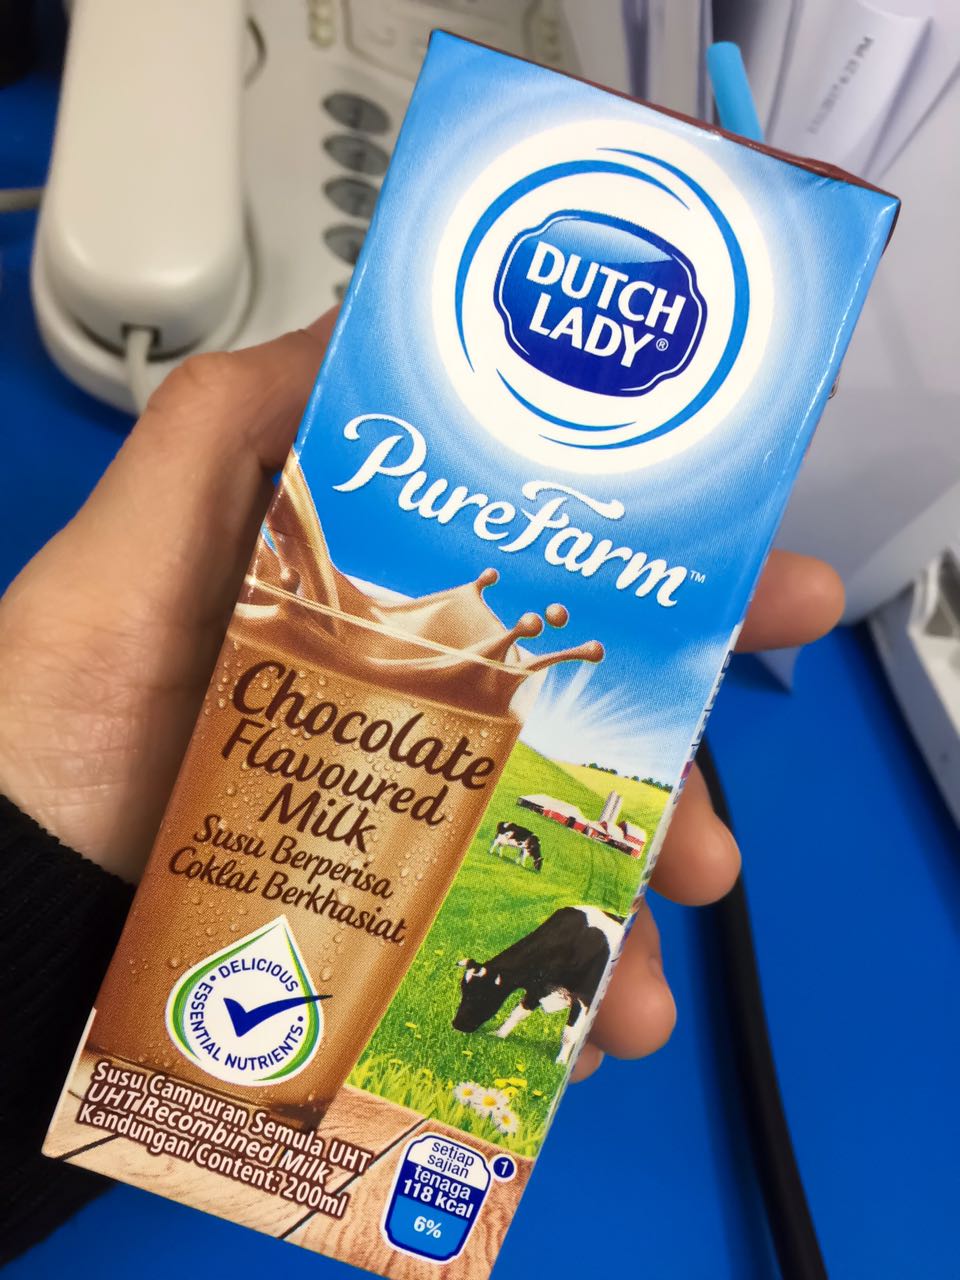 DUTCH
LADY®
PureFarm™
Chocolate
Flavoured
Milk
Susu Berperisa
Coklat Berkhasiat
• DELICIOUS •
ESSENTIAL NUTRIENTS
Susu Campuran Semula UHT
UHT Recombined Milk
Kandungan/Content: 200ml
setiap
sajian
tenaga
118 kcal
6%
1